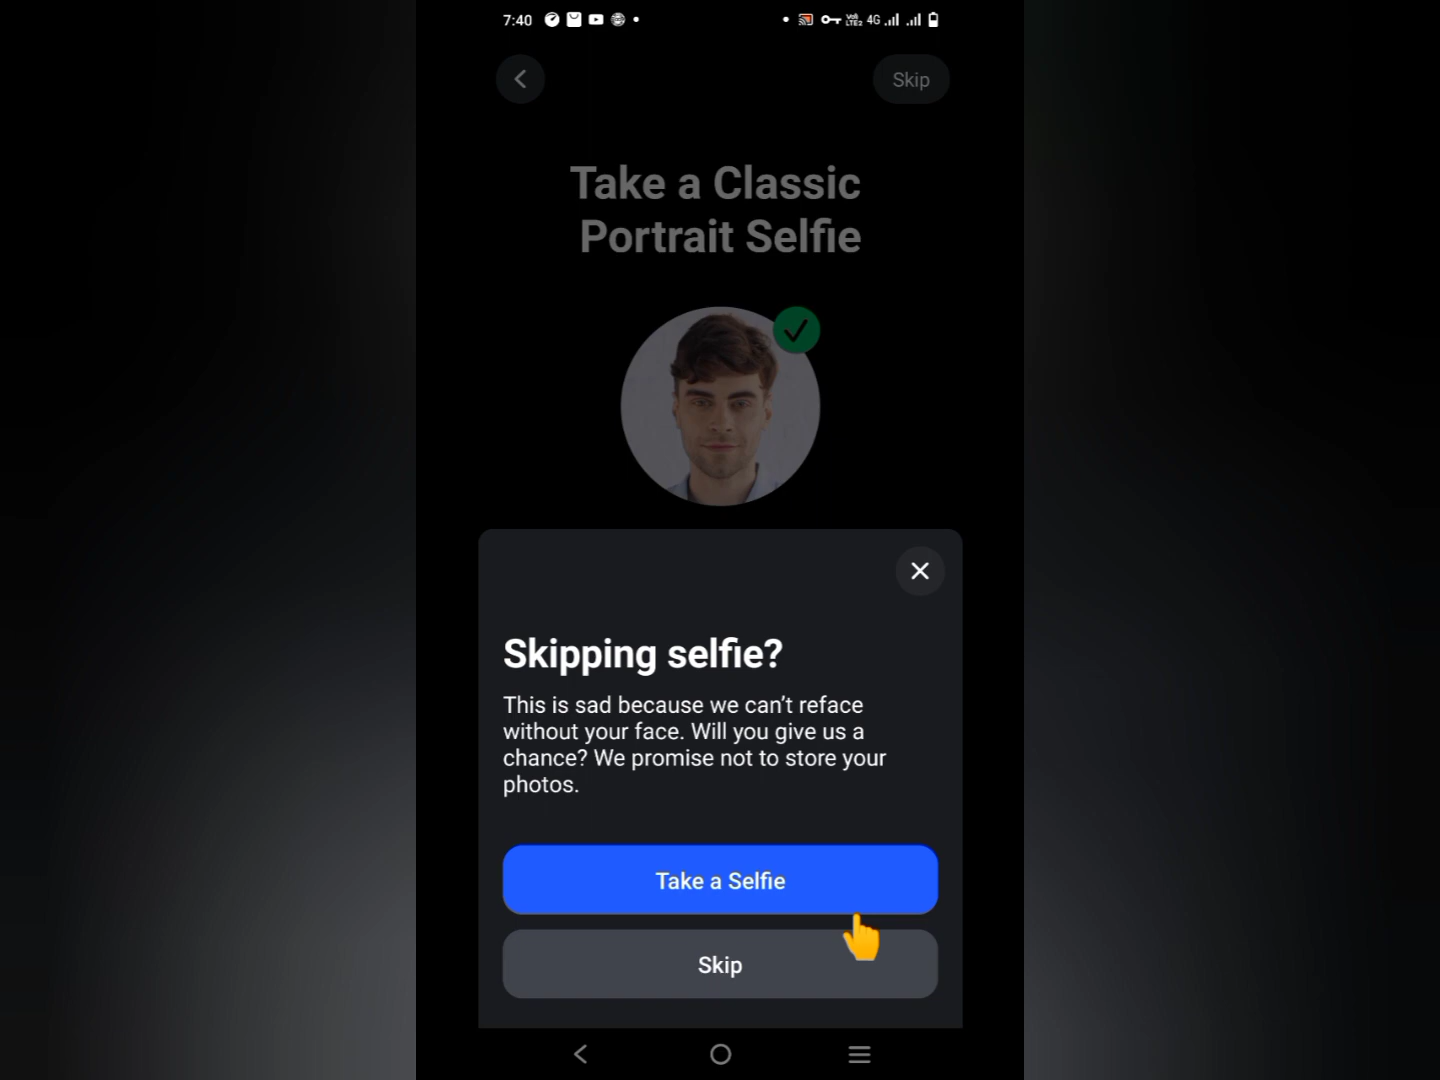 7:40
4G
Skip
Take a Classic
Portrait Selfie
Skipping selfie?
This is sad because we can’t reface
without your face. Will you give us a
chance? We promise not to store your
photos.
Take a Selfie
Skip